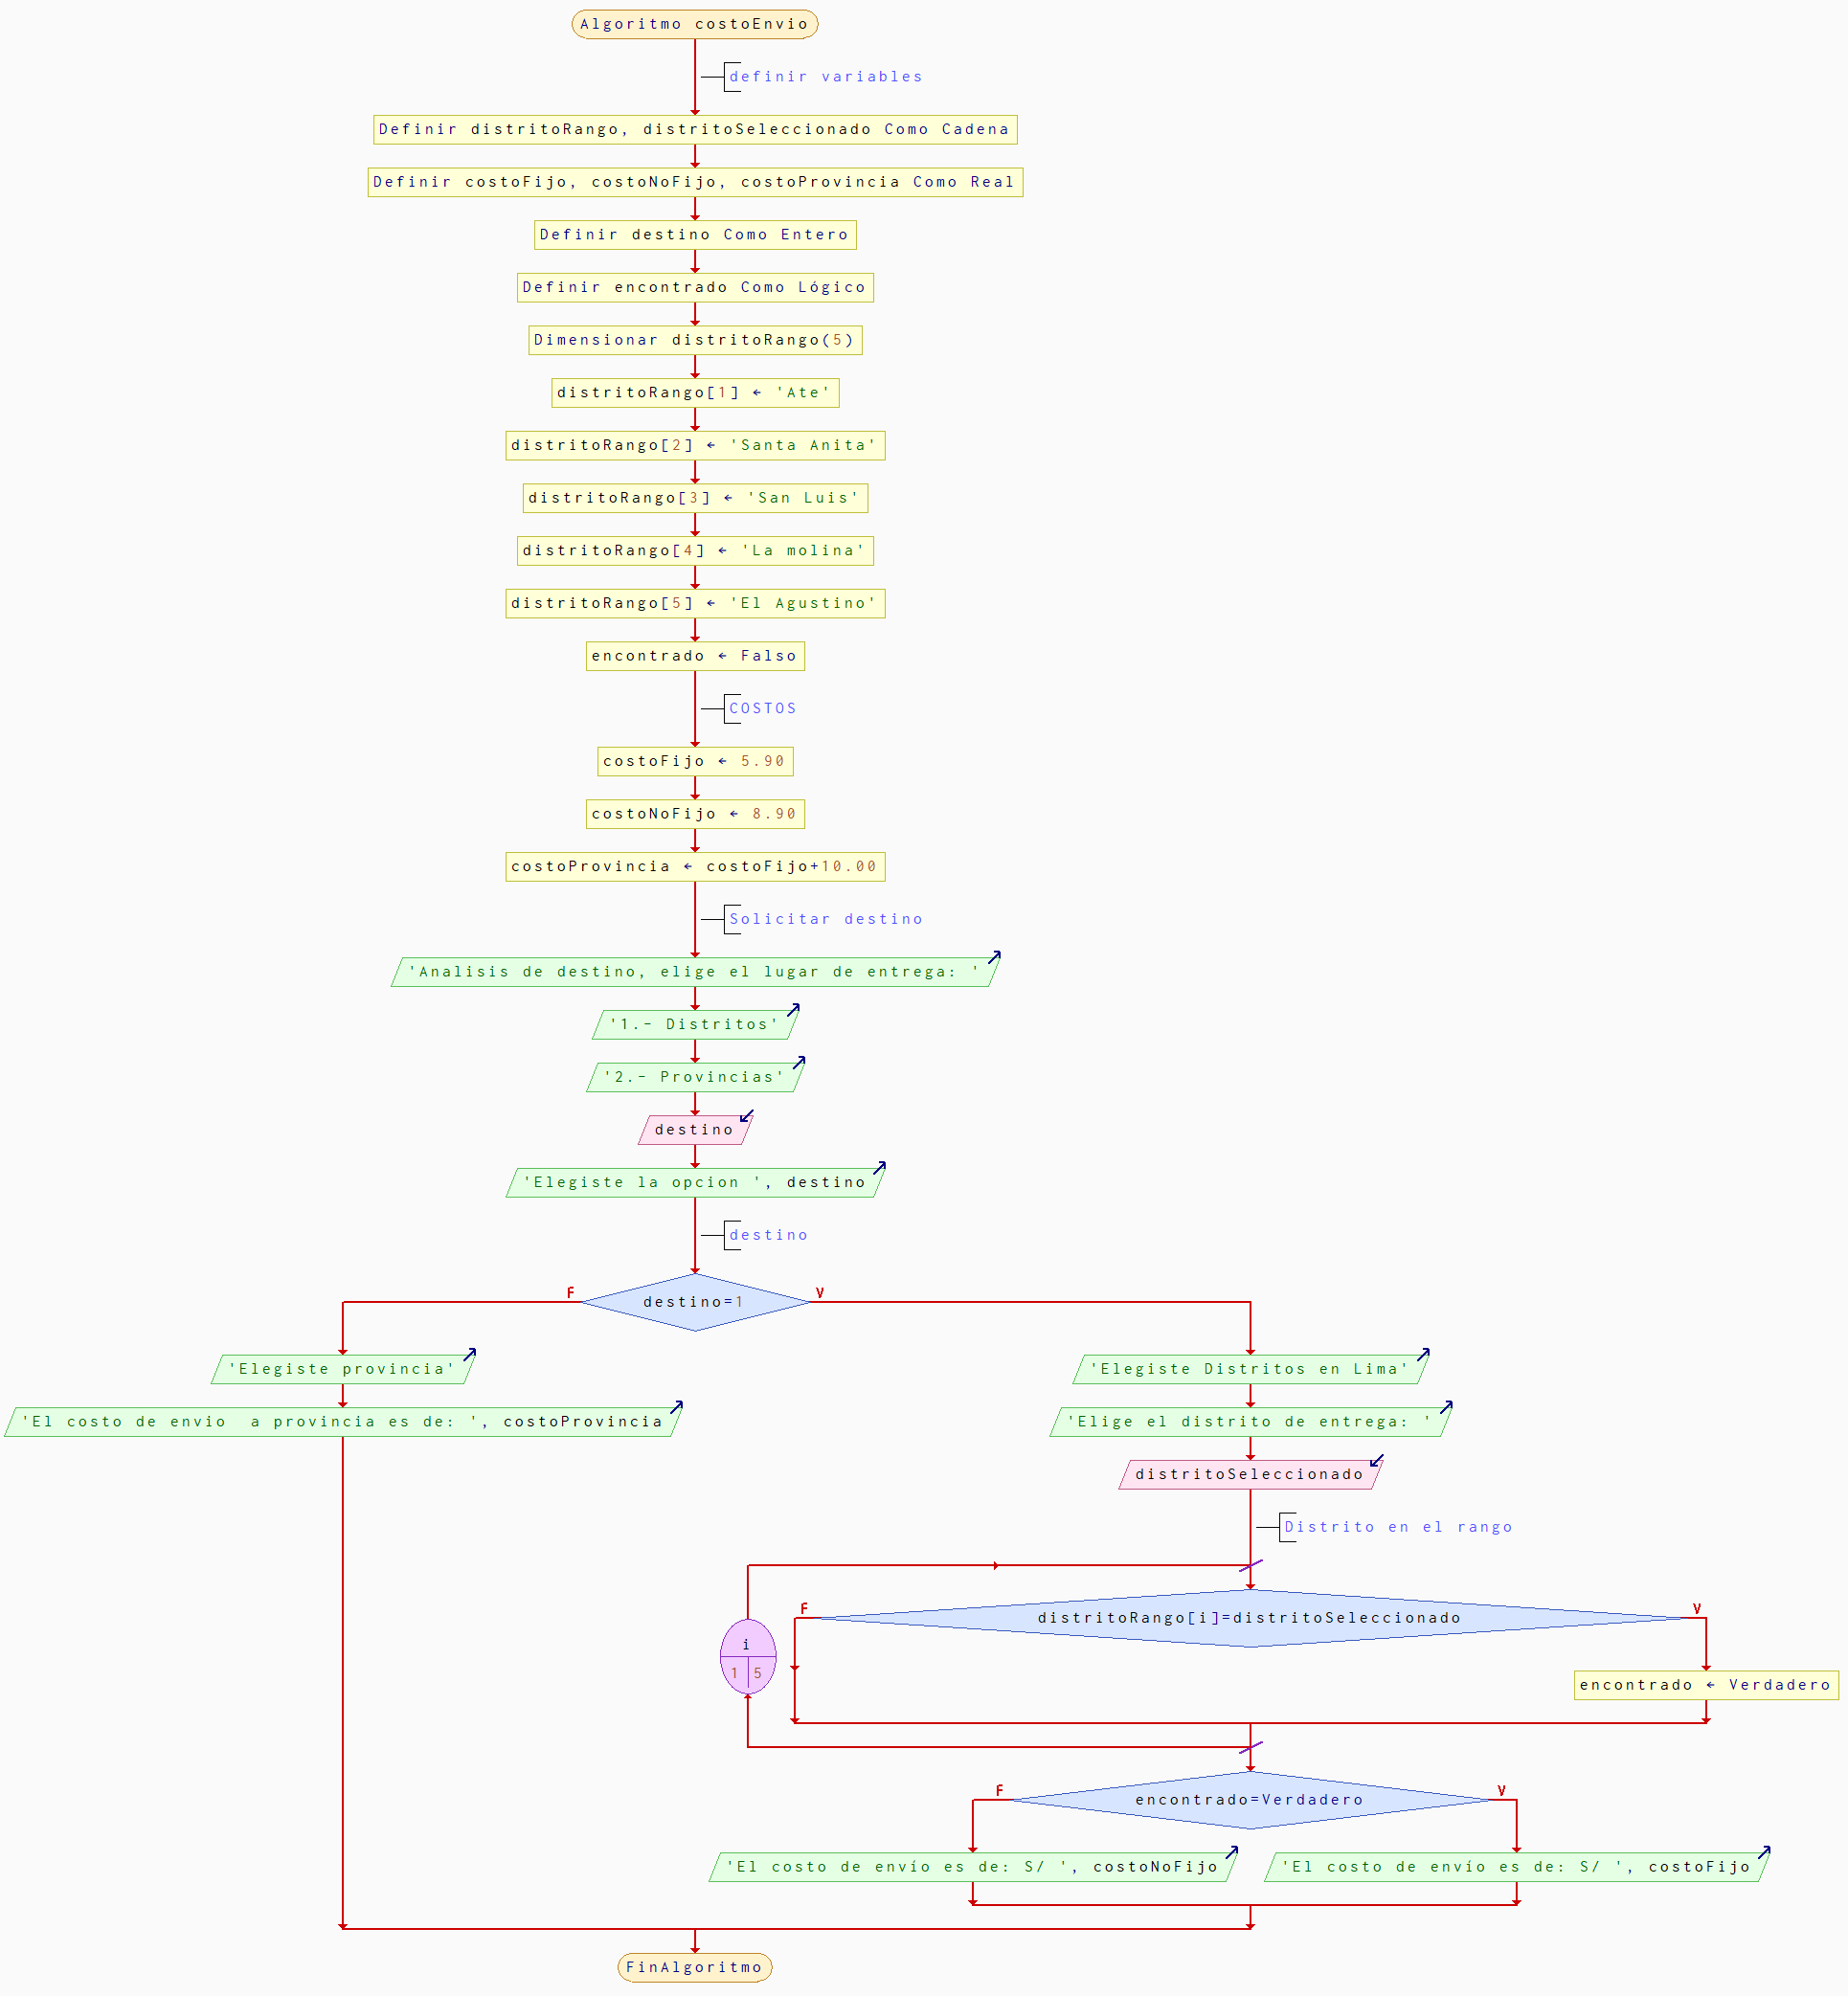 Algoritmo costoEnvio
definir variables
Definir distritoRango, distritoSeleccionado Como Cadena
Definir costoFijo, costoNoFijo, costoProvincia Como Real
Definir destino Como Entero
Definir encontrado Como Lógico
Dimensionar distritoRango(5)
distritoRango[1] ← 'Ate'
distritoRango[2] ← 'Santa Anita'
distritoRango[3] ← 'San Luis'
distritoRango[4] ← 'La molina'
distritoRango[5] ← 'El Agustino'
encontrado ← Falso
COSTOS
costoFijo ← 5.90
costoNoFijo ← 8.90
costoProvincia ← costoFijo+10.00
Solicitar destino
'Analisis de destino, elige el lugar de entrega: '
'1.- Distritos'
'2.- Provincias'
destino
'Elegiste la opcion ', destino
destino
F
V
destino=1
'Elegiste provincia'
'El costo de envio  a provincia es de: ', costoProvincia
'Elegiste Distritos en Lima'
'Elige el distrito de entrega: '
distritoSeleccionado
Distrito en el rango
i
1 5
F
V
distritoRango[i]=distritoSeleccionado
encontrado ← Verdadero
F
V
encontrado=Verdadero
'El costo de envío es de: S/ ', costoNoFijo
'El costo de envío es de: S/ ', costoFijo
FinAlgoritmo